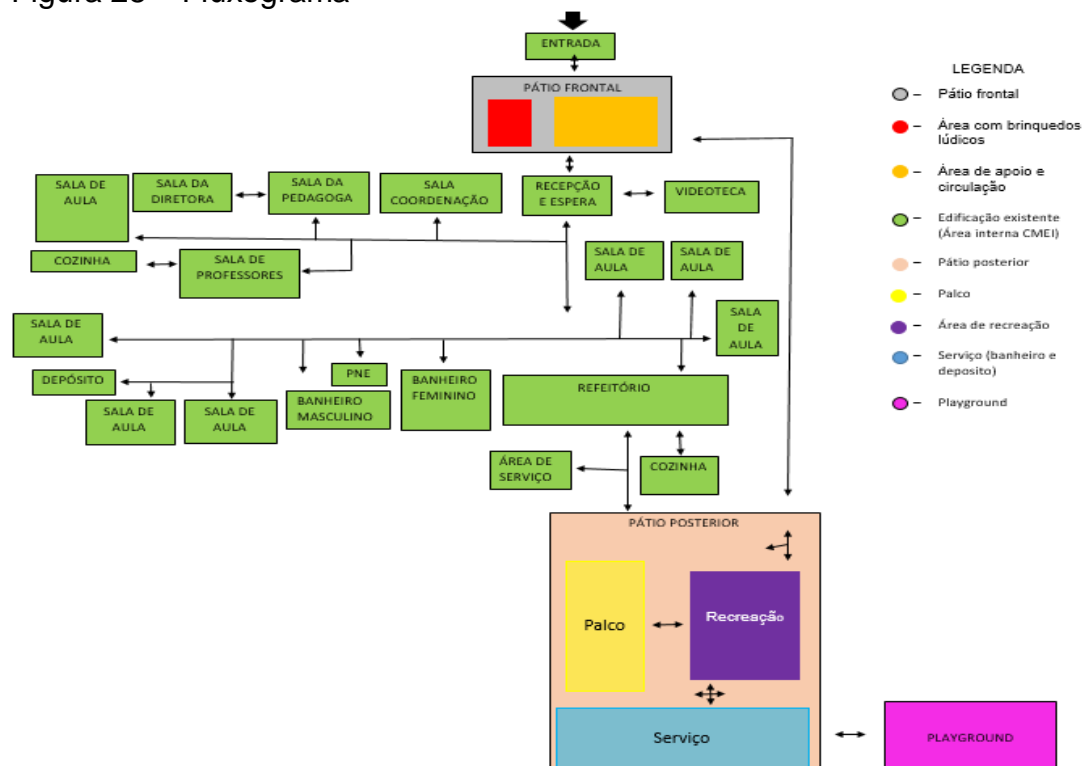 Figura 28 – Fluxograma
ENTRADA
PÁTIO FRONTAL
SALA DE
AULA
SALA DA
DIRETORA
SALA DA
PEDAGOGA
SALA
COORDENAÇÃO
RECEPÇÃO
E ESPERA
VIDEOTECA
COZINHA
SALA DE
PROFESSORES
SALA DE
AULA
SALA DE
AULA
SALA DE
AULA
SALA
DE
AULA
DEPÓSITO
SALA DE
AULA
SALA DE
AULA
PNE
BANHEIRO
MASCULINO
BANHEIRO
FEMININO
REFEITÓRIO
ÁREA DE
SERVIÇO
COZINHA
PÁTIO POSTERIOR
Palco
Recreação
Serviço
PLAYGROUND
LEGENDA
– Pátio frontal
– Área com brinquedos
lúdicos
– Área de apoio e
circulação
– Edificação existente
(Área interna CMEI)
– Pátio posterior
– Palco
– Área de recreação
– Serviço (banheiro e
deposito)
– Playground